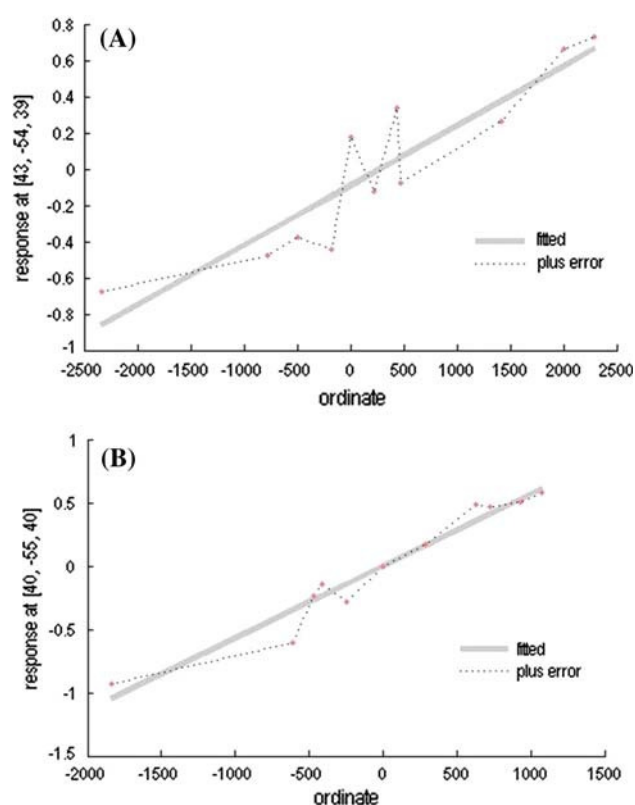 (A)
0.8
0.6
0.4
0.2
0
-0.2
-0.4
-0.6
-0.8
-1
response at [43, -54, 39]
fitted
plus error
-2500 -2000 -1500 -1000 -500 0 500 1000 1500 2000 2500
ordinate
(B)
1
0.5
0
-0.5
-1
-1.5
response at [40, -55, 40]
fitted
plus error
-2000 -1500 -1000 -500 0 500 1000 1500
ordinate